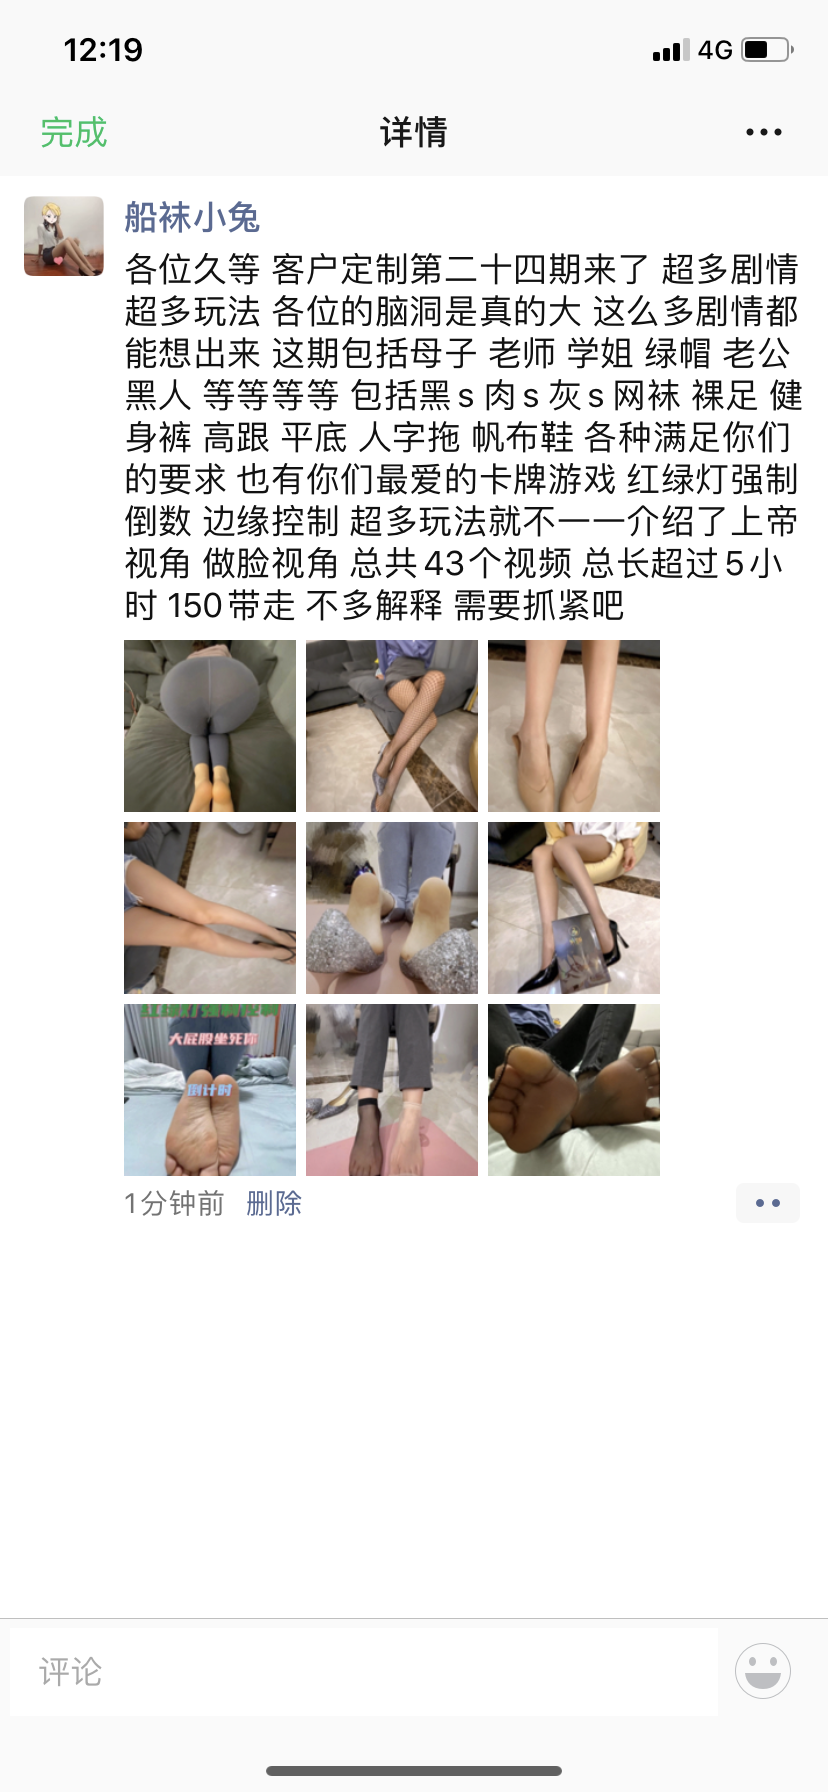 12:19
4G
完成
详情
船袜小兔
各位久等 客户定制第二十四期来了 超多剧情
超多玩法 各位的脑洞是真的大 这么多剧情都
能想出来 这期包括母子 老师 学姐 绿帽 老公
黑人 等等等等 包括黑s 肉s 灰s 网袜 裸足 健
身裤 高跟 平底 人字拖 帆布鞋 各种满足你们
的要求 也有你们最爱的卡牌游戏 红绿灯强制
倒数 边缘控制 超多玩法就不一一介绍了上帝
视角 做脸视角 总共43个视频 总长超过5小
时 150带走 不多解释 需要抓紧吧
大屁股坐死你
倒计时
1分钟前 删除
评论